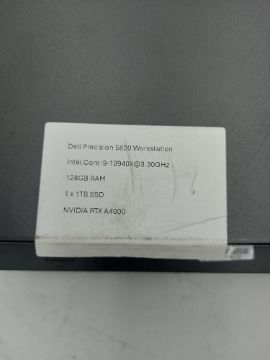 Dell Precision 5820 Workstation
Intel Core i9-10940X@3.30GHz
128GB RAM
1 x 1TB SSD
NVIDIA RTX A4000